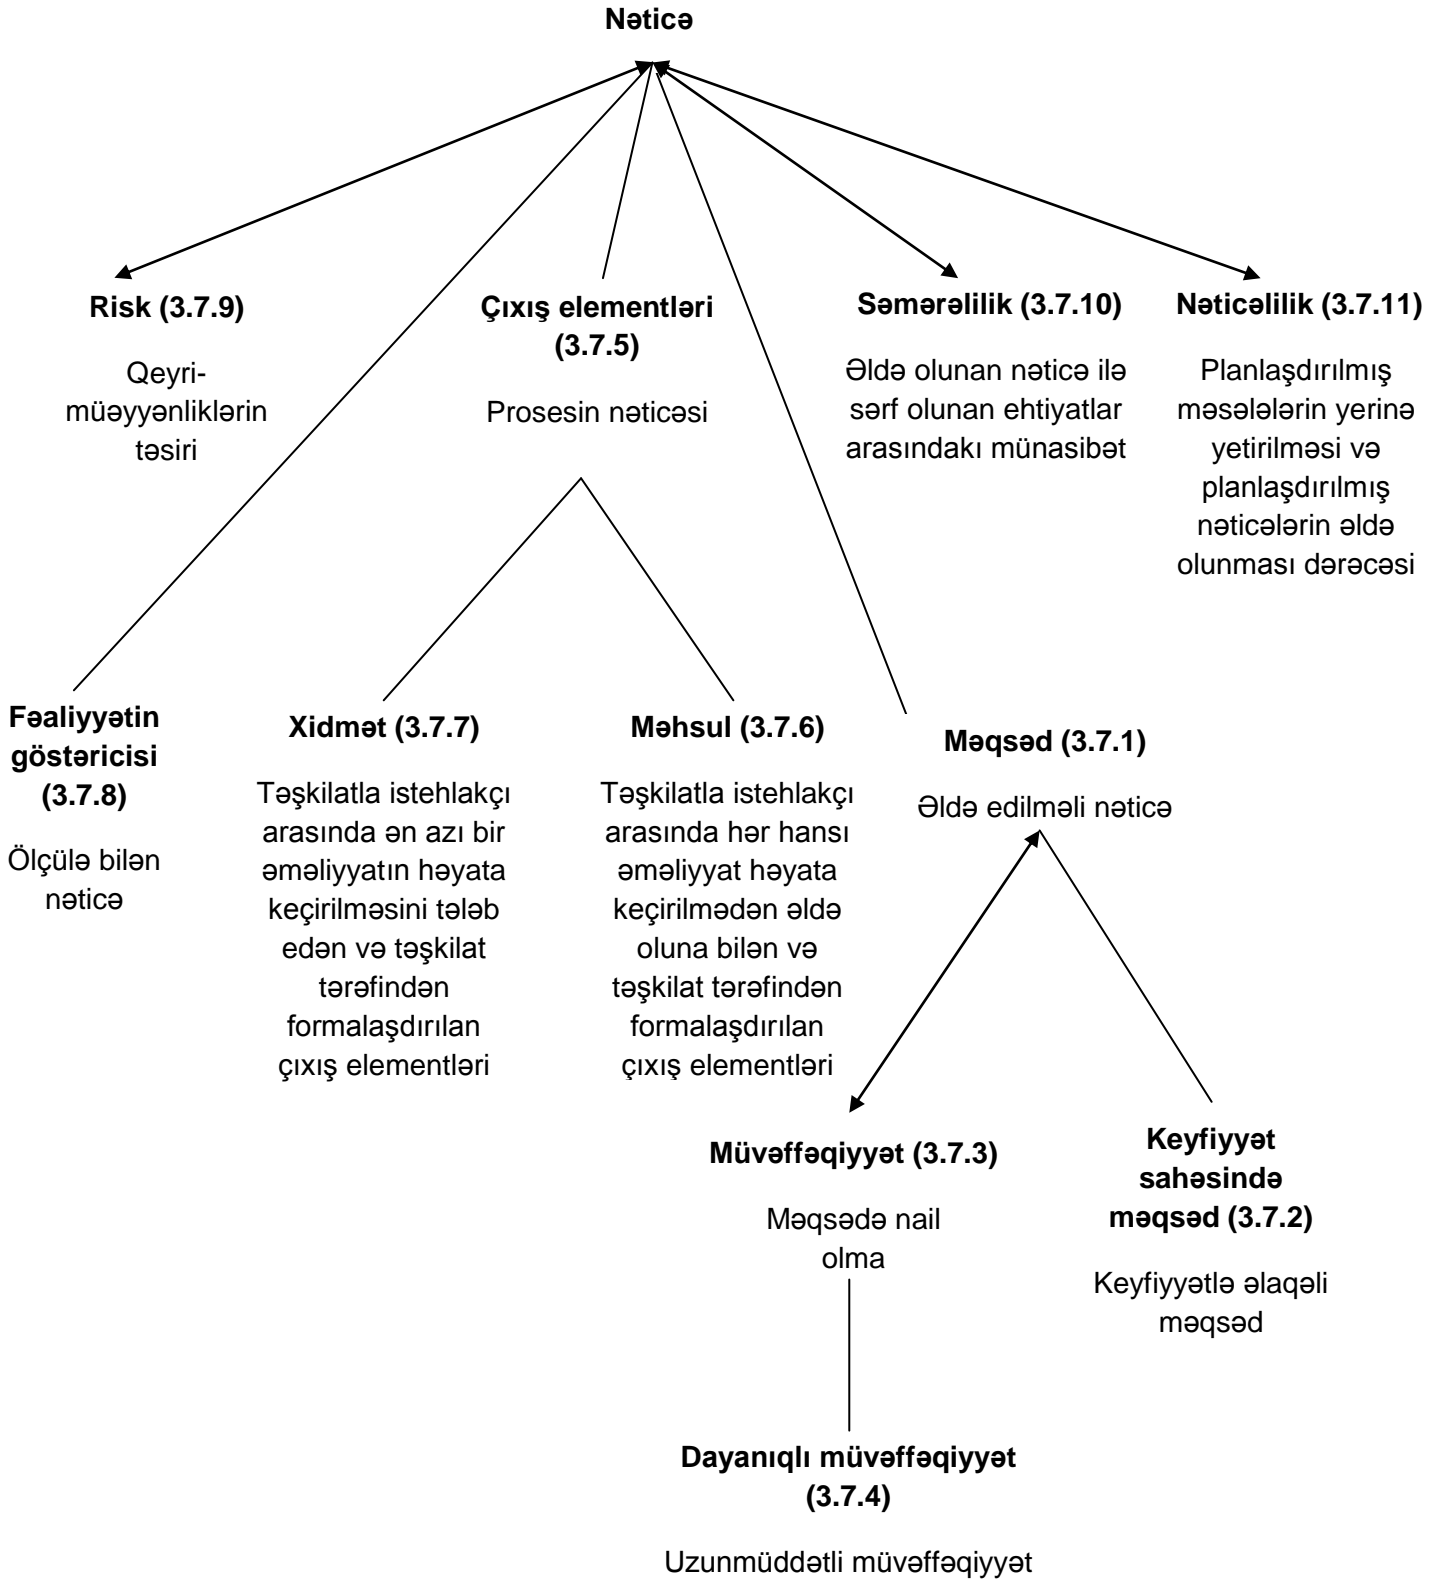 Nəticə
Risk (3.7.9)
Qeyri-
müəyyənliklərin
təsiri
Çıxış elementləri
(3.7.5)
Prosesin nəticəsi
Səmərəlilik (3.7.10)
Əldə olunan nəticə ilə
sərf olunan ehtiyatlar
arasındakı münasibət
Nəticəlilik (3.7.11)
Planlaşdırılmış
məsələlərin yerinə
yetirilməsi və
planlaşdırılmış
nəticələrin əldə
olunması dərəcəsi
Fəaliyyətin
göstəricisi
(3.7.8)
Ölçülə bilən
nəticə
Xidmət (3.7.7)
Təşkilatla istehlakçı
arasında ən azı bir
əməliyyatın həyata
keçirilməsini tələb
edən və təşkilat
tərəfindən
formalaşdırılan
çıxış elementləri
Məhsul (3.7.6)
Təşkilatla istehlakçı
arasında hər hansı
əməliyyat həyata
keçirilmədən əldə
oluna bilən və
təşkilat tərəfindən
formalaşdırılan
çıxış elementləri
Məqsəd (3.7.1)
Əldə edilməli nəticə
Müvəffəqiyyət (3.7.3)
Məqsədə nail
olma
Keyfiyyət
sahəsində
məqsəd (3.7.2)
Keyfiyyətlə əlaqəli
məqsəd
Dayanıqlı müvəffəqiyyət
(3.7.4)
Uzunmüddətli müvəffəqiyyət